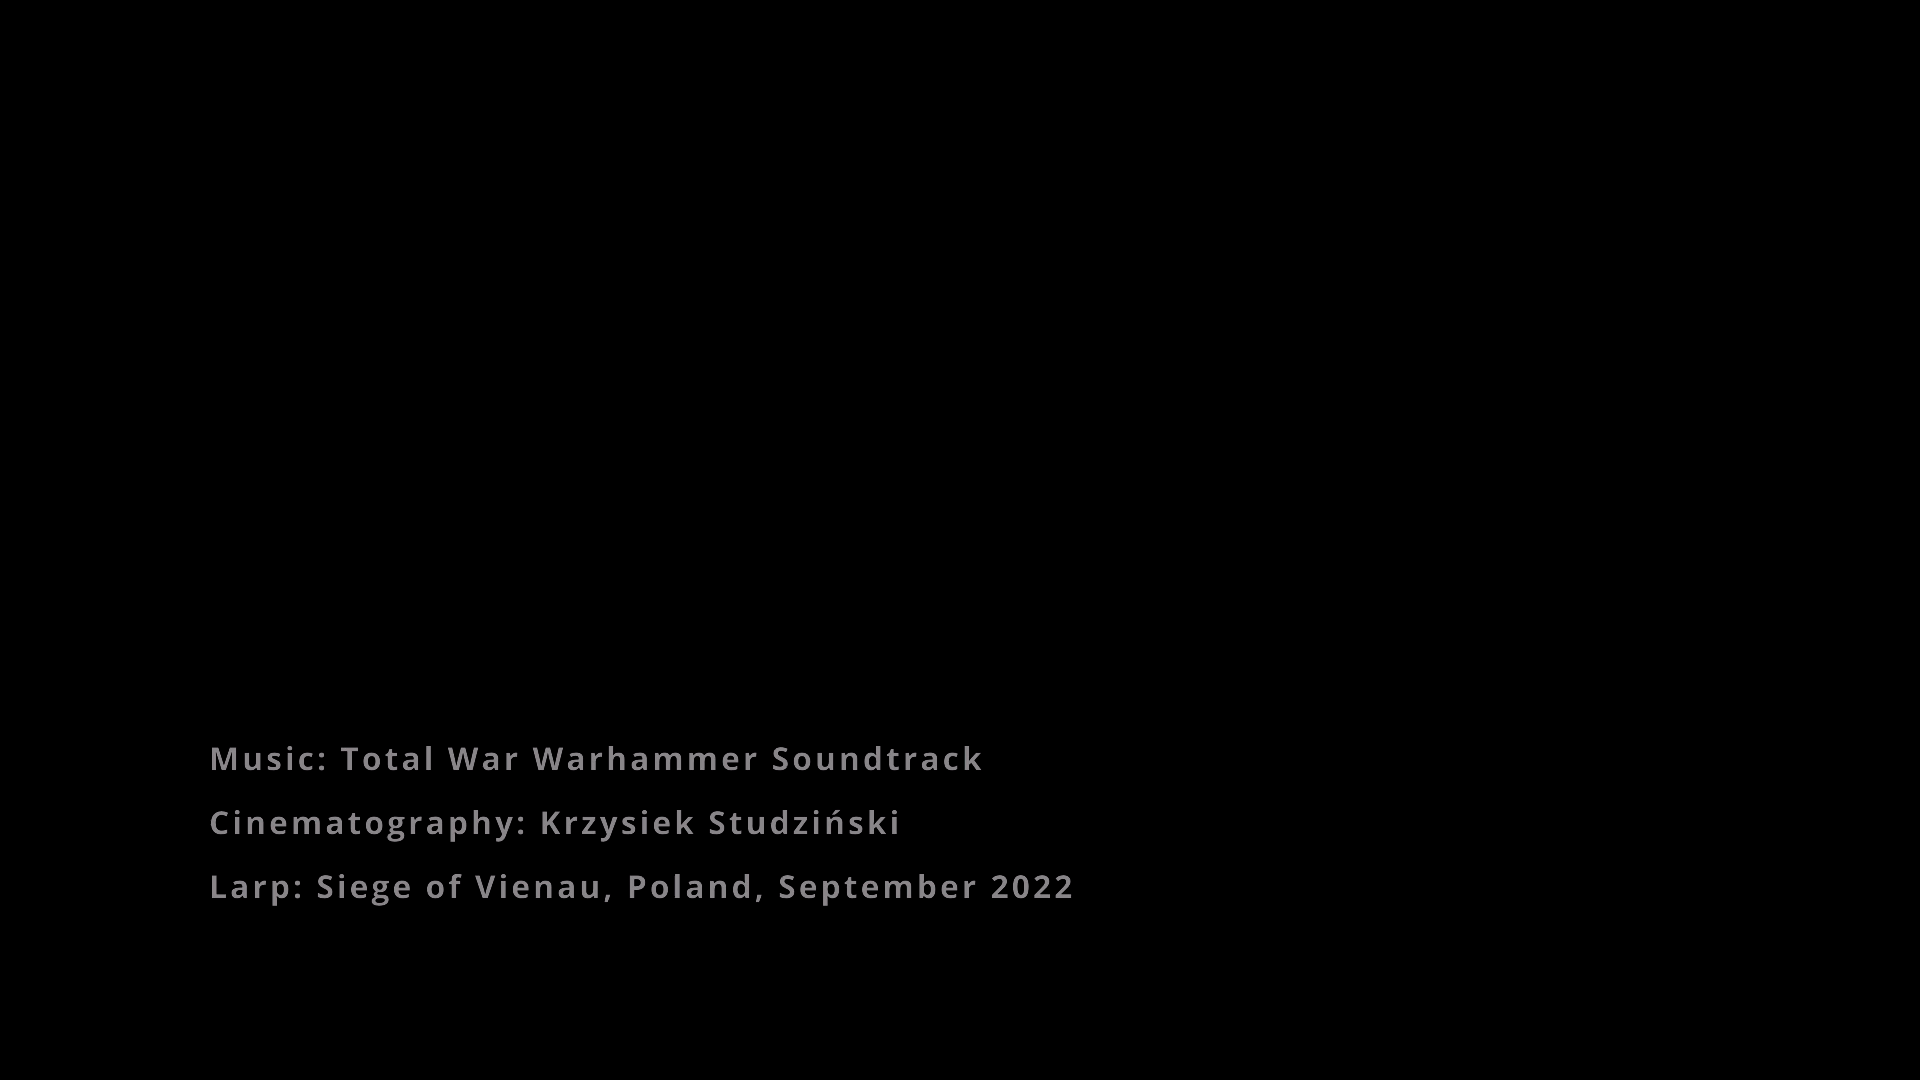 Music: Total War Warhammer Soundtrack
Cinematography: Krzysiek Studziński
Larp: Siege of Vienau, Poland, September 2022